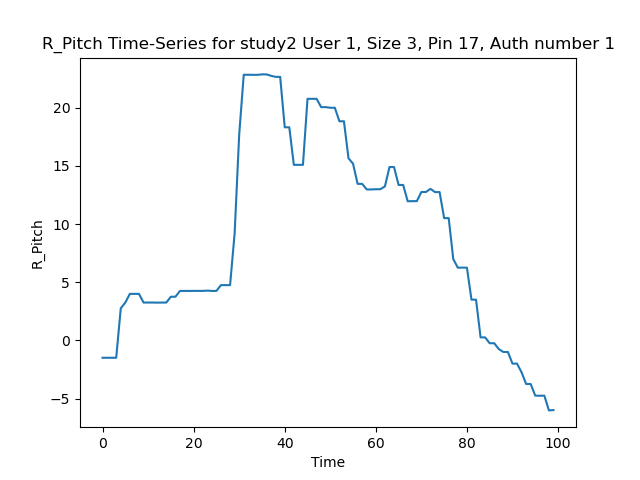 R_Pitch Time-Series for study2 User 1, Size 3, Pin 17, Auth number 1
20
15
10
5
0
−5
R_Pitch
0 20 40 60 80 100
Time